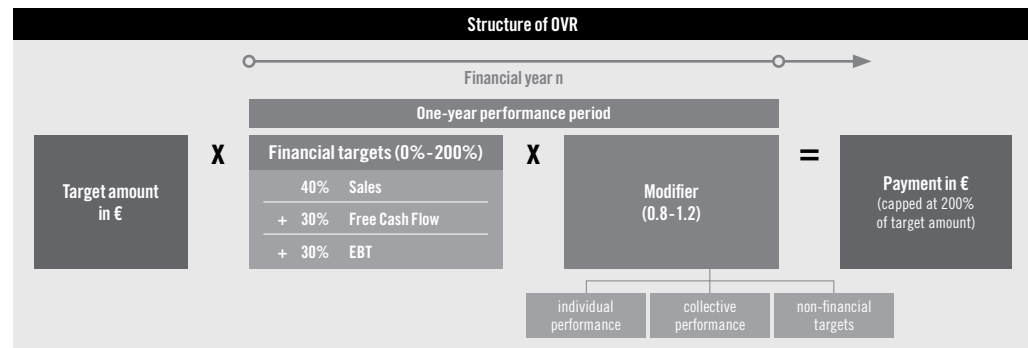 Structure of OVR
Financial year n
One-year performance period
Target amount
in €
X
Financial targets (0%-200%)
40% Sales
+ 30% Free Cash Flow
+ 30% EBT
X
Modifier
(0.8-1.2)
=
Payment in €
(capped at 200%
of target amount)
individual
performance
collective
performance
non-financial
targets